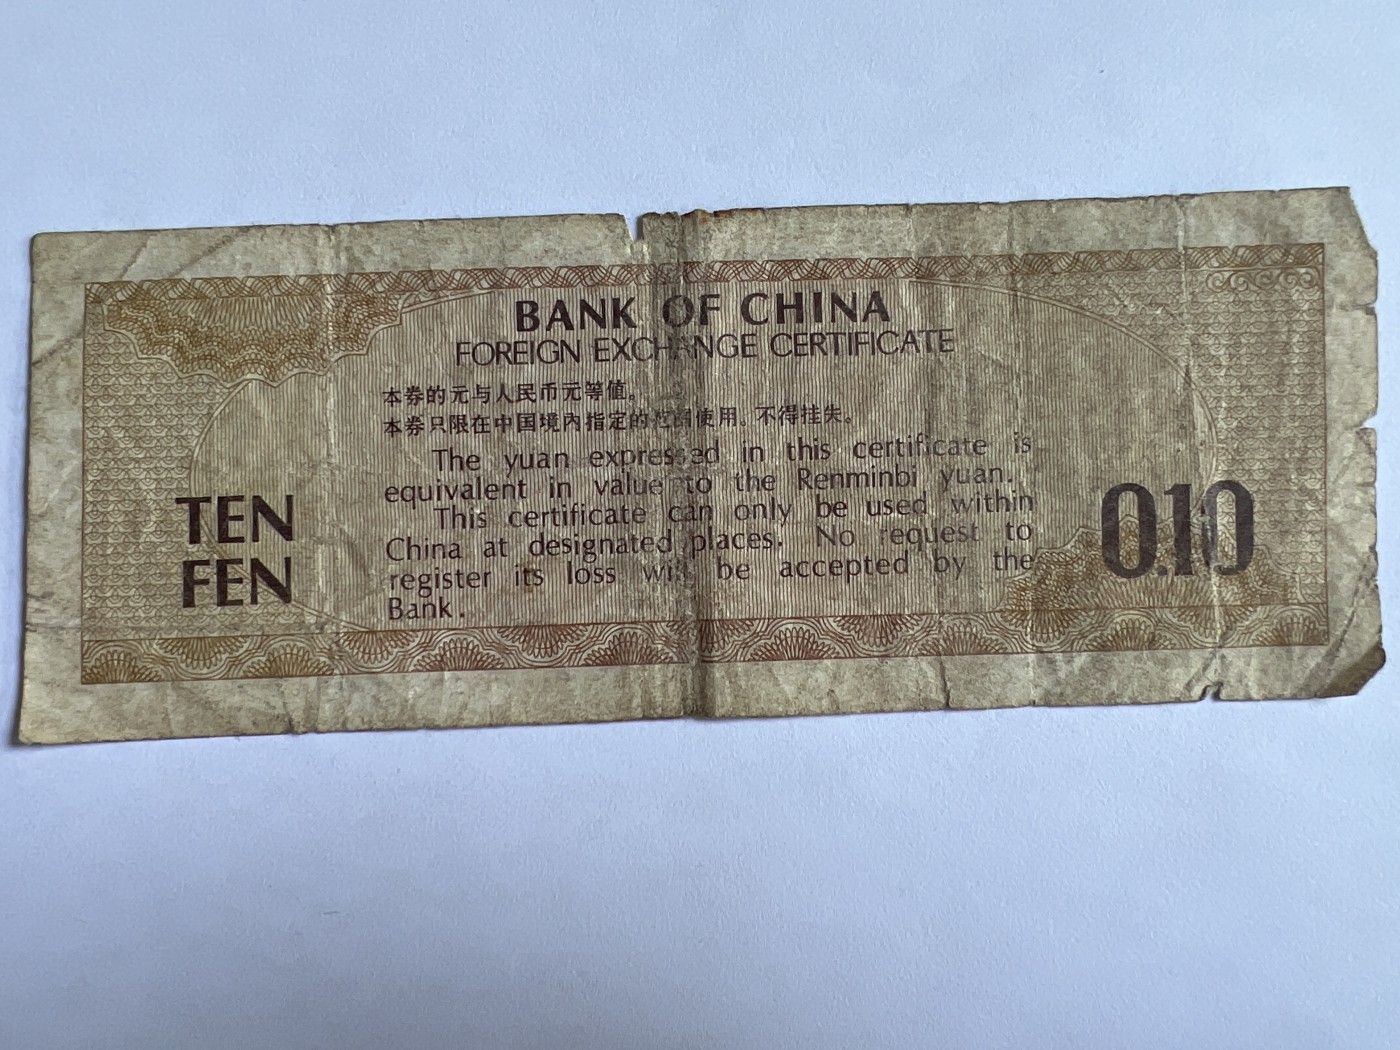 BANK OF CHINA
FOREIGN EXCHANGE CERTIFICATE
本券的元与人民币元等值。
本券只限在中国境内指定的范围使用。不得挂失。
The yuan expressed in this certificate is
equivalent in value to the Renminbi yuan.
This certificate can only be used within
China at designated places. No request to
register its loss will be accepted by the
Bank.
TEN
FEN
0.10